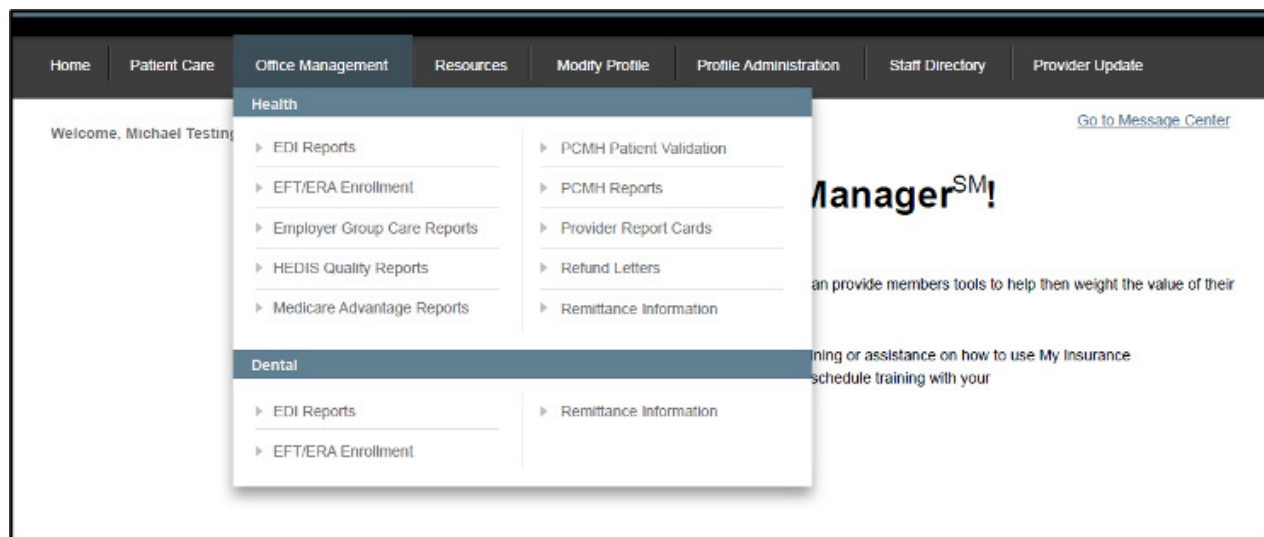 Home Patient Care Office Management Resources Modify Profile Profile Administration Staff Directory Provider Update
Health
Welcome, Michael Testing
Go to Message Center
EDI Reports
EFT/ERA Enrollment
Employer Group Care Reports
HEDIS Quality Reports
Medicare Advantage Reports
PCMH Patient Validation
PCMH Reports
Provider Report Cards
Refund Letters
Remittance Information
Manager SM!
an provide members tools to help then weight the value of their
ning or assistance on how to use My Insurance
schedule training with your
Dental
EDI Reports
EFT/ERA Enrollment
Remittance Information